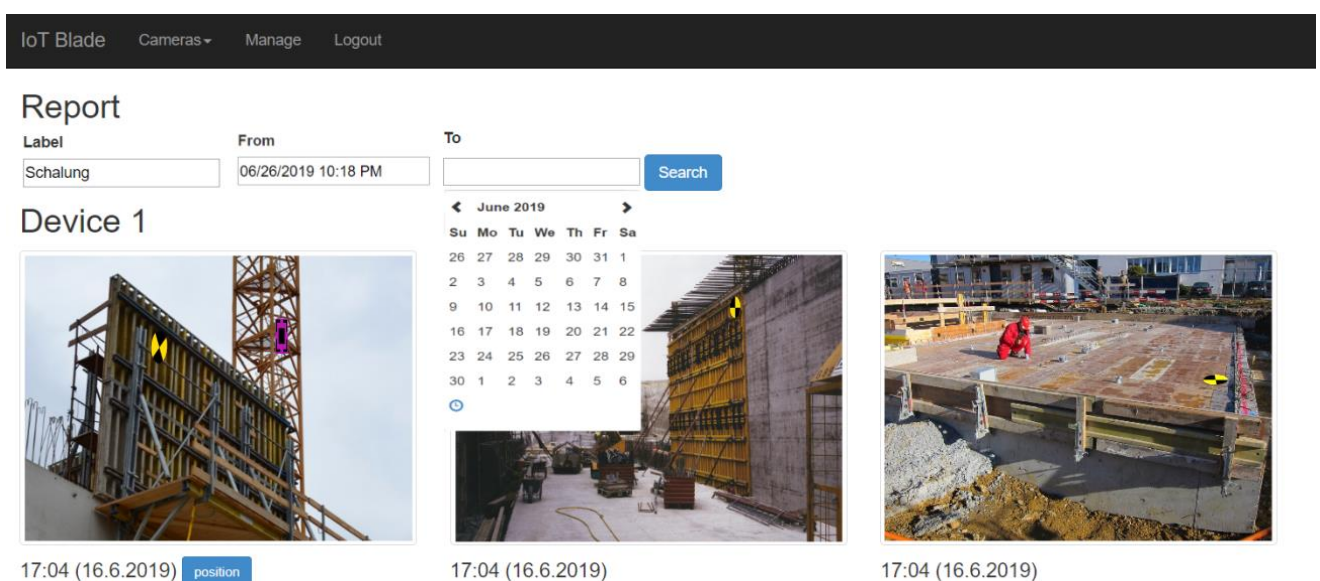 IoT Blade Cameras Manage Logout
Report
Label From To
Schalung 06/26/2019 10:18 PM Search
June 2019
Device 1
Su Mo Tu We Th Fr Sa
26 27 28 29 30 31 1
2 3 4 5 6 7 8
9 10 11 12 13 14 15
16 17 18 19 20 21 22
23 24 25 26 27 28 29
30 1 2 3 4 5 6
17:04 (16.6.2019) position 17:04 (16.6.2019) 17:04 (16.6.2019)